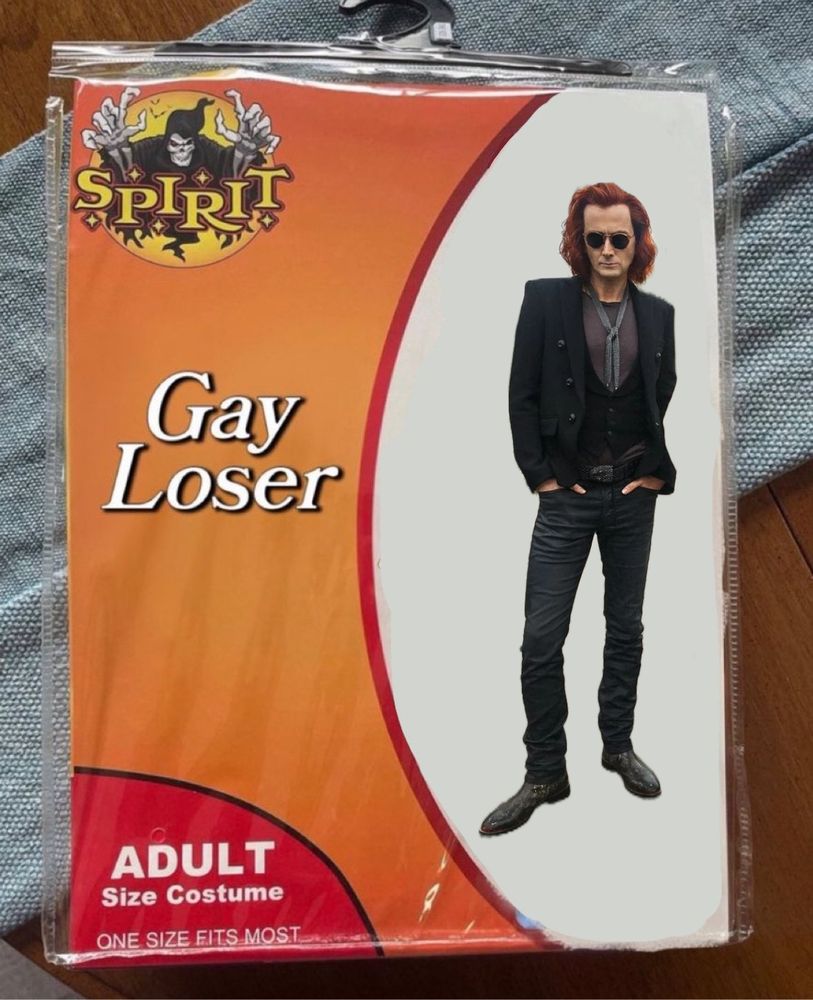 SPIRIT
Gay
Loser
ADULT
Size Costume
ONE SIZE FITS MOST